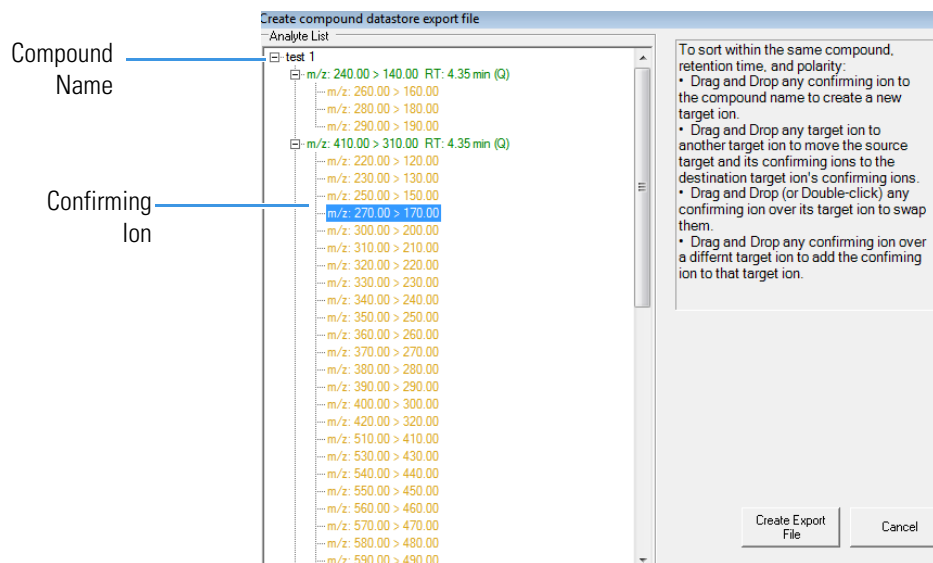 Create compound datastore export file
Analyte List
Compound
Name
Confirming
Ion
test 1
m/z: 240.00 > 140.00 RT: 4.35 min (Q)
m/z: 260.00 > 160.00
m/z: 280.00 > 180.00
m/z: 290.00 > 190.00
m/z: 410.00 > 310.00 RT: 4.35 min (Q)
m/z: 220.00 > 120.00
m/z: 230.00 > 130.00
m/z: 250.00 > 150.00
m/z: 270.00 > 170.00
m/z: 300.00 > 200.00
m/z: 310.00 > 210.00
m/z: 320.00 > 220.00
m/z: 330.00 > 230.00
m/z: 340.00 > 240.00
m/z: 350.00 > 250.00
m/z: 360.00 > 260.00
m/z: 370.00 > 270.00
m/z: 380.00 > 280.00
m/z: 390.00 > 290.00
m/z: 400.00 > 300.00
m/z: 420.00 > 320.00
m/z: 510.00 > 410.00
m/z: 530.00 > 430.00
m/z: 540.00 > 440.00
m/z: 550.00 > 450.00
m/z: 560.00 > 460.00
m/z: 570.00 > 470.00
m/z: 580.00 > 480.00
m/z: 590.00 > 490.00
To sort within the same compound,
retention time, and polarity:
• Drag and Drop any confirming ion to
the compound name to create a new
target ion.
• Drag and Drop any target ion to
another target ion to move the source
target and its confirming ions to the
destination target ion's confirming ions.
• Drag and Drop (or Double-click) any
confirming ion over its target ion to swap
them.
• Drag and Drop any confirming ion over
a differnt target ion to add the confiming
ion to that target ion.
Create Export
File
Cancel